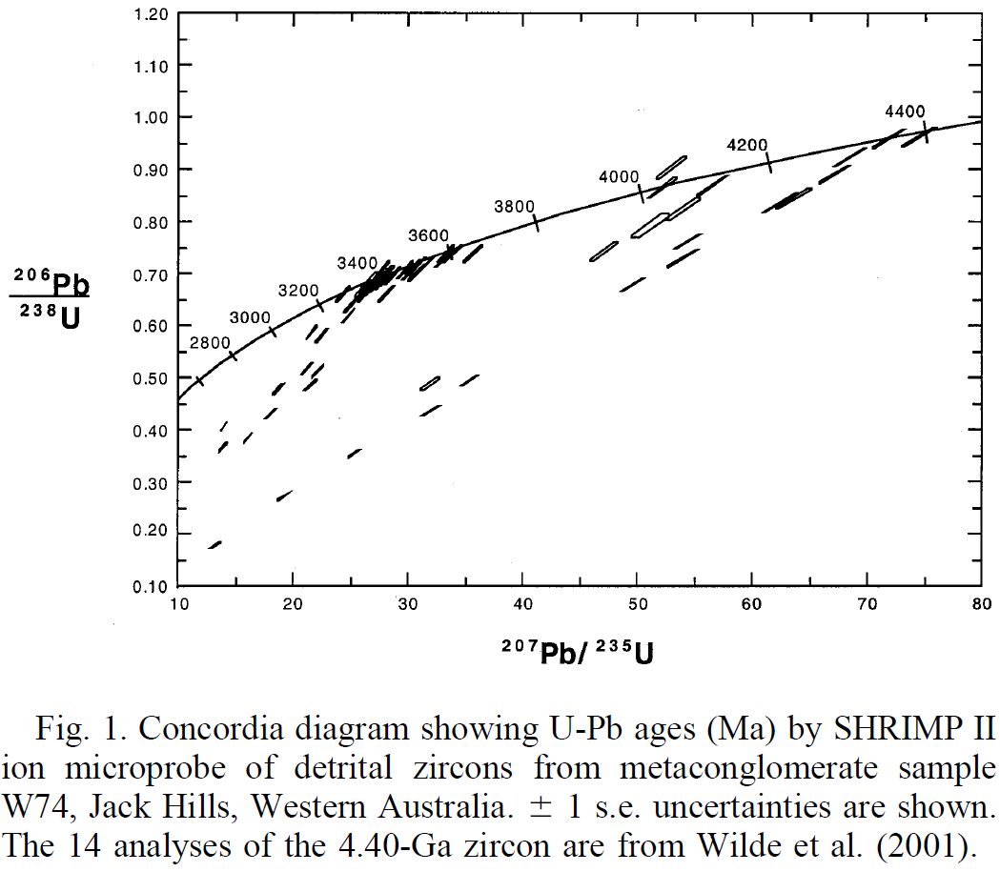 1.20
1.10
1.00
0.90
0.80
0.70
0.60
0.50
0.40
0.30
0.20
0.10
206Pb
238U
2800
3000
3200
3400
3600
3800
4000
4200
4400
10 20 30 40 50 60 70 80
207Pb/ 235U
Fig. 1. Concordia diagram showing U-Pb ages (Ma) by SHRIMP II
ion microprobe of detrital zircons from metaconglomerate sample
W74, Jack Hills, Western Australia. ± 1 s.e. uncertainties are shown.
The 14 analyses of the 4.40-Ga zircon are from Wilde et al. (2001).